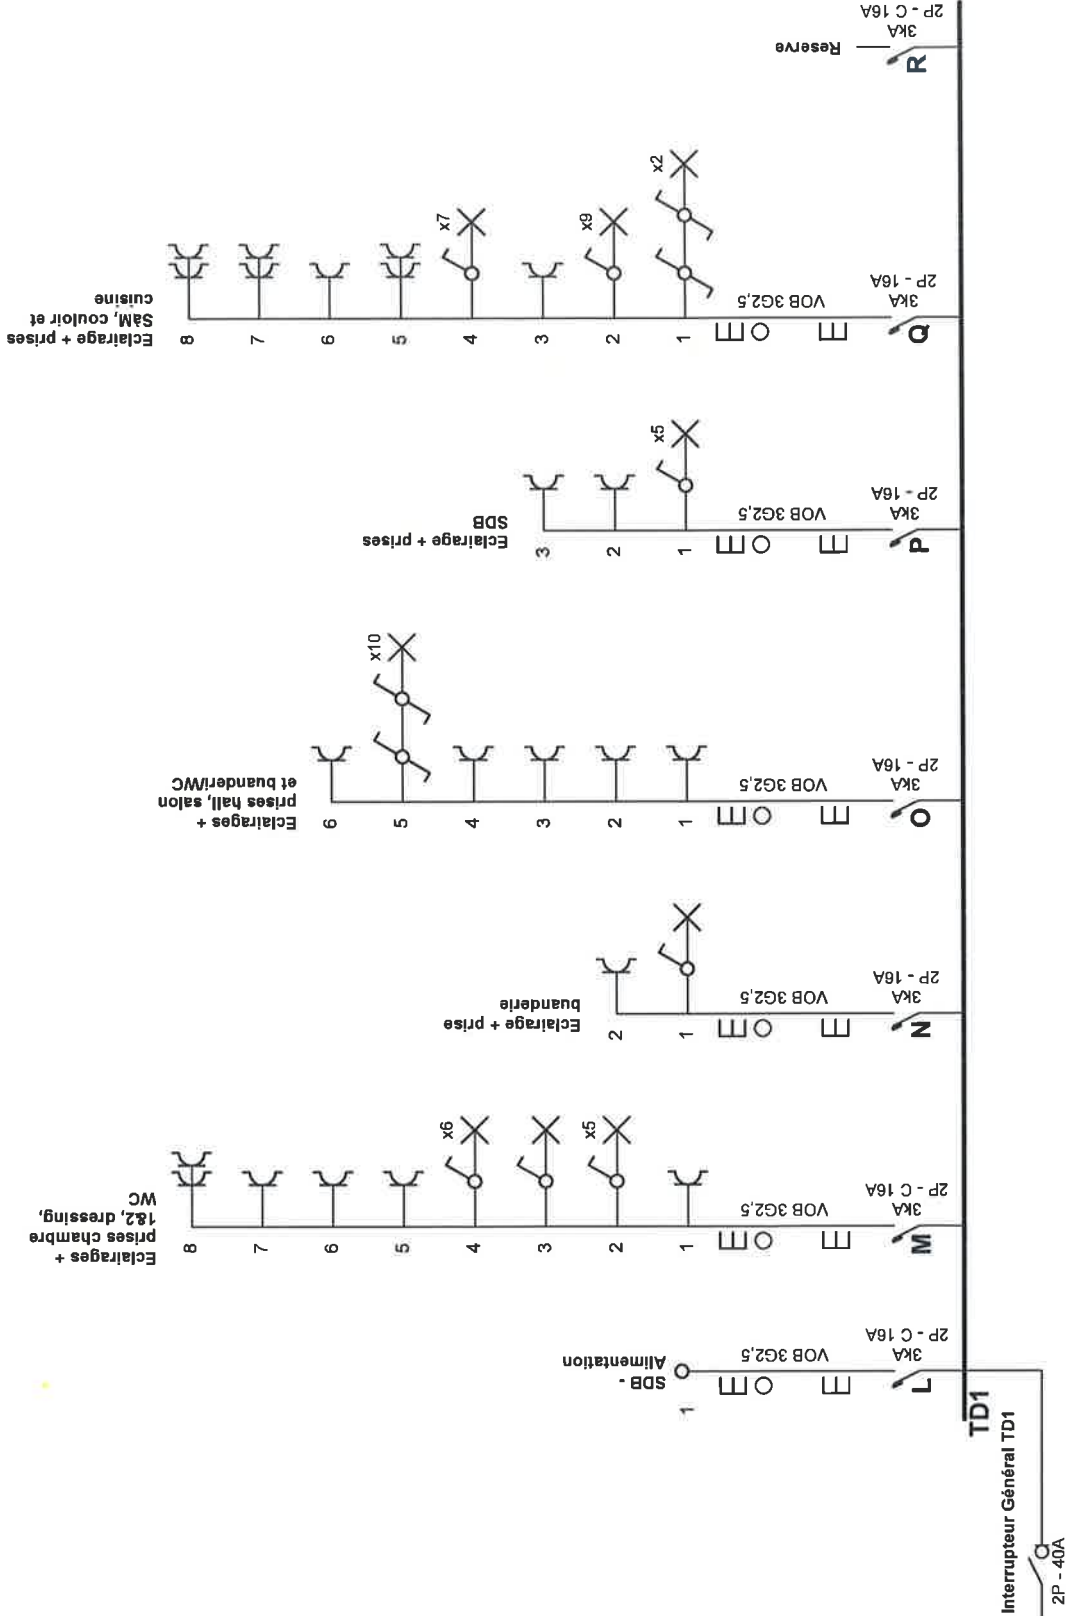 Interrupteur Général TD1
2P - 40A
TD1
L
3kA
2P - C 16A
VOB 3G2,5
1
SDB -
Alimentation
M
3kA
2P - C 16A
VOB 3G2,5
1
2
x5
3
4
x6
5
6
7
8
Eclairages +
prises chambre
1&2, dressing,
WC
N
3kA
2P - 16A
VOB 3G2,5
1
2
Eclairage + prise
buanderie
O
3kA
2P - 16A
VOB 3G2,5
1
2
3
4
5
x10
6
Eclairages +
prises hall, salon
et buanderi/WC
P
3kA
2P - 16A
VOB 3G2,5
1
x5
2
3
Eclairage + prises
SDB
Q
3kA
2P - 16A
VOB 3G2,5
1
x2
2
x9
3
4
x7
5
6
7
8
Eclairage + prises
SàM, couloir et
cuisine
R
3kA
2P - C 16A
Reserve